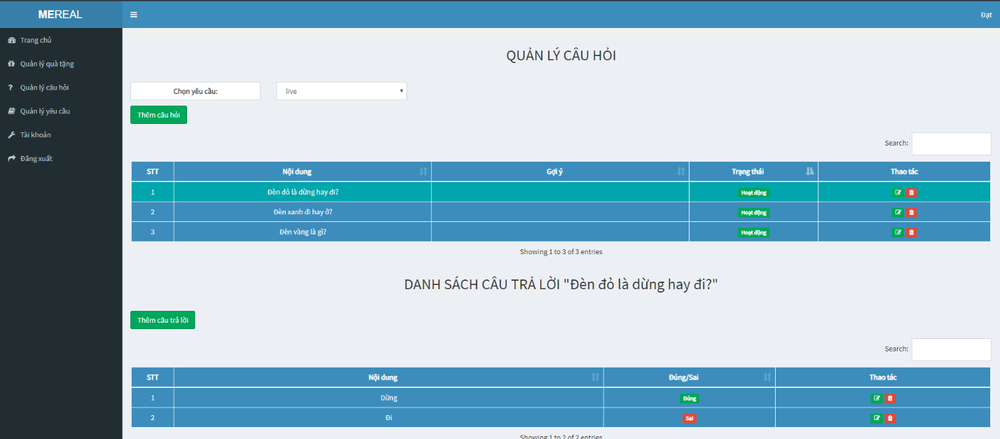 MEREAL
Đạt
Trang chủ
Quản lý quà tặng
Quản lý câu hỏi
Quản lý yêu cầu
Tài khoản
Đăng xuất
QUẢN LÝ CÂU HỎI
Chọn yêu cầu: live
Thêm câu hỏi
Search:
STT Nội dung Gợi ý Trạng thái Thao tác
1 Đèn đỏ là dừng hay đi? Hoạt động
2 Đèn xanh đi hay ở? Hoạt động
3 Đèn vàng là gì? Hoạt động
Showing 1 to 3 of 3 entries
DANH SÁCH CÂU TRẢ LỜI "Đèn đỏ là dừng hay đi?"
Thêm câu trả lời
Search:
STT Nội dung Đúng/Sai Thao tác
1 Dừng Đúng
2 Đi Sai
Showing 1 to 2 of 2 entries